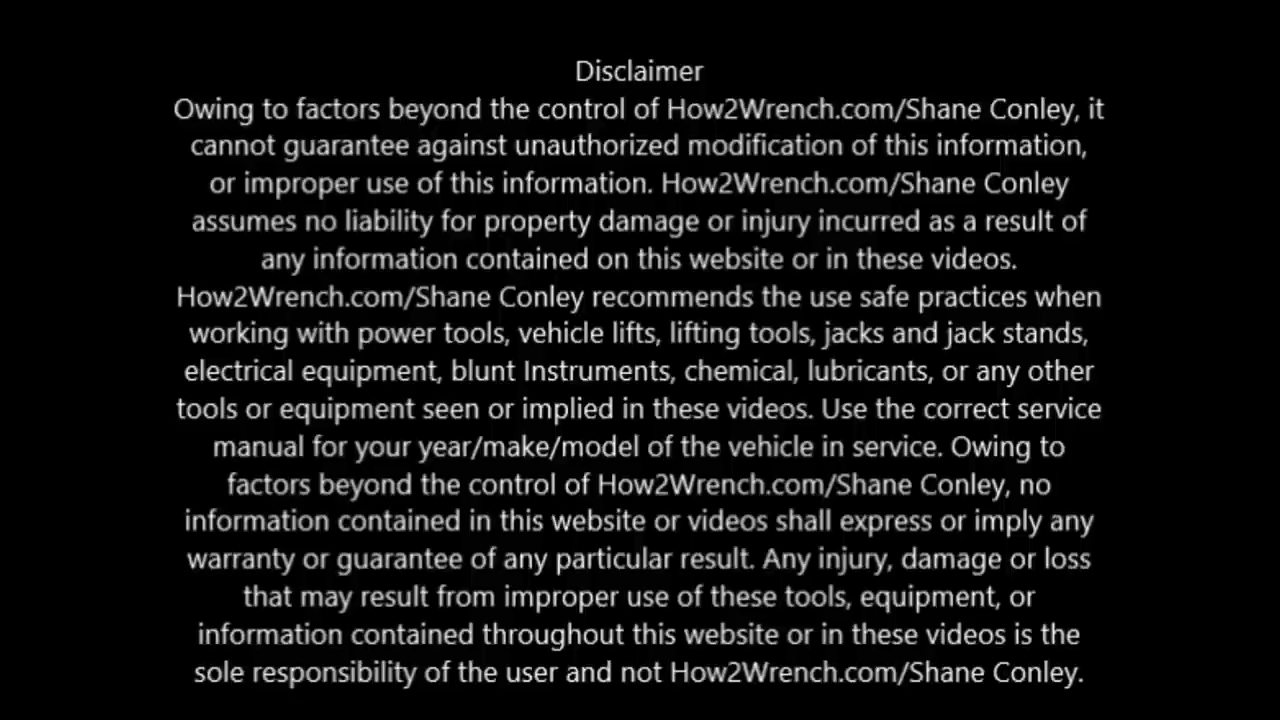 Disclaimer
Owing to factors beyond the control of How2Wrench.com/Shane Conley, it
cannot guarantee against unauthorized modification of this information,
or improper use of this information. How2Wrench.com/Shane Conley
assumes no liability for property damage or injury incurred as a result of
any information contained on this website or in these videos.
How2Wrench.com/Shane Conley recommends the use safe practices when
working with power tools, vehicle lifts, lifting tools, jacks and jack stands,
electrical equipment, blunt Instruments, chemical, lubricants, or any other
tools or equipment seen or implied in these videos. Use the correct service
manual for your year/make/model of the vehicle in service. Owing to
factors beyond the control of How2Wrench.com/Shane Conley, no
information contained in this website or videos shall express or imply any
warranty or guarantee of any particular result. Any injury, damage or loss
that may result from improper use of these tools, equipment, or
information contained throughout this website or in these videos is the
sole responsibility of the user and not How2Wrench.com/Shane Conley.